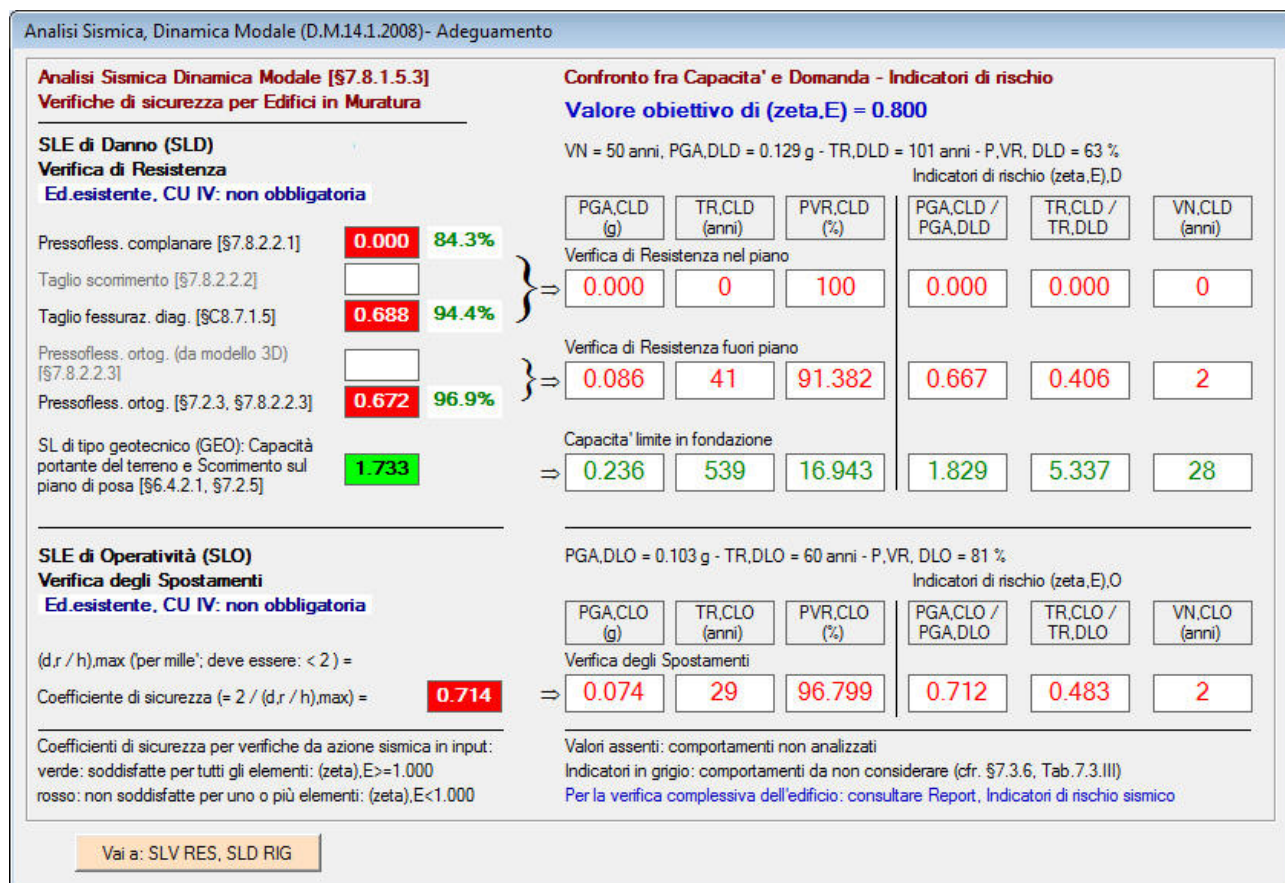 Analisi Sismica, Dinamica Modale (D.M.14.1.2008)- Adeguamento
Analisi Sismica Dinamica Modale [§7.8.1.5.3]
Verifiche di sicurezza per Edifici in Muratura
Confronto fra Capacita' e Domanda - Indicatori di rischio
Valore obiettivo di (zeta,E) = 0.800
SLE di Danno (SLD)
Verifica di Resistenza
Ed.esistente, CU IV: non obbligatoria
VN = 50 anni, PGA,DLD = 0.129 g - TR,DLD = 101 anni - P,VR, DLD = 63 %
Indicatori di rischio (zeta,E),D
PGA,CLD (g)
TR,CLD (anni)
PVR,CLD (%)
PGA,CLD / PGA,DLD
TR,CLD / TR,DLD
VN,CLD (anni)
Pressofless. complanare [§7.8.2.2.1] 0.000 84.3%
Taglio scorrimento [§7.8.2.2.2]
Taglio fessuraz. diag. [§C8.7.1.5] 0.688 94.4%
Verifica di Resistenza nel piano
⇒ 0.000 0 100 0.000 0.000 0
Pressofless. ortog. (da modello 3D)
[§7.8.2.2.3]
Pressofless. ortog. [§7.2.3, §7.8.2.2.3] 0.672 96.9%
Verifica di Resistenza fuori piano
⇒ 0.086 41 91.382 0.667 0.406 2
SL di tipo geotecnico (GEO): Capacità
portante del terreno e Scorrimento sul
piano di posa [§6.4.2.1, §7.2.5]
1.733
Capacita' limite in fondazione
⇒ 0.236 539 16.943 1.829 5.337 28
SLE di Operatività (SLO)
Verifica degli Spostamenti
Ed.esistente, CU IV: non obbligatoria
PGA,DLO = 0.103 g - TR,DLO = 60 anni - P,VR, DLO = 81 %
Indicatori di rischio (zeta,E),O
PGA,CLO (g)
TR,CLO (anni)
PVR,CLO (%)
PGA,CLO / PGA,DLO
TR,CLO / TR,DLO
VN,CLO (anni)
(d,r / h),max ('per mille'; deve essere: < 2 ) =
Coefficiente di sicurezza (= 2 / (d,r / h),max) = 0.714
Verifica degli Spostamenti
⇒ 0.074 29 96.799 0.712 0.483 2
Coefficienti di sicurezza per verifiche da azione sismica in input:
verde: soddisfatte per tutti gli elementi: (zeta),E>=1.000
rosso: non soddisfatte per uno o più elementi: (zeta),E<1.000
Valori assenti: comportamenti non analizzati
Indicatori in grigio: comportamenti da non considerare (cfr. §7.3.6, Tab.7.3.III)
Per la verifica complessiva dell'edificio: consultare Report, Indicatori di rischio sismico
Vai a: SLV RES, SLD RIG